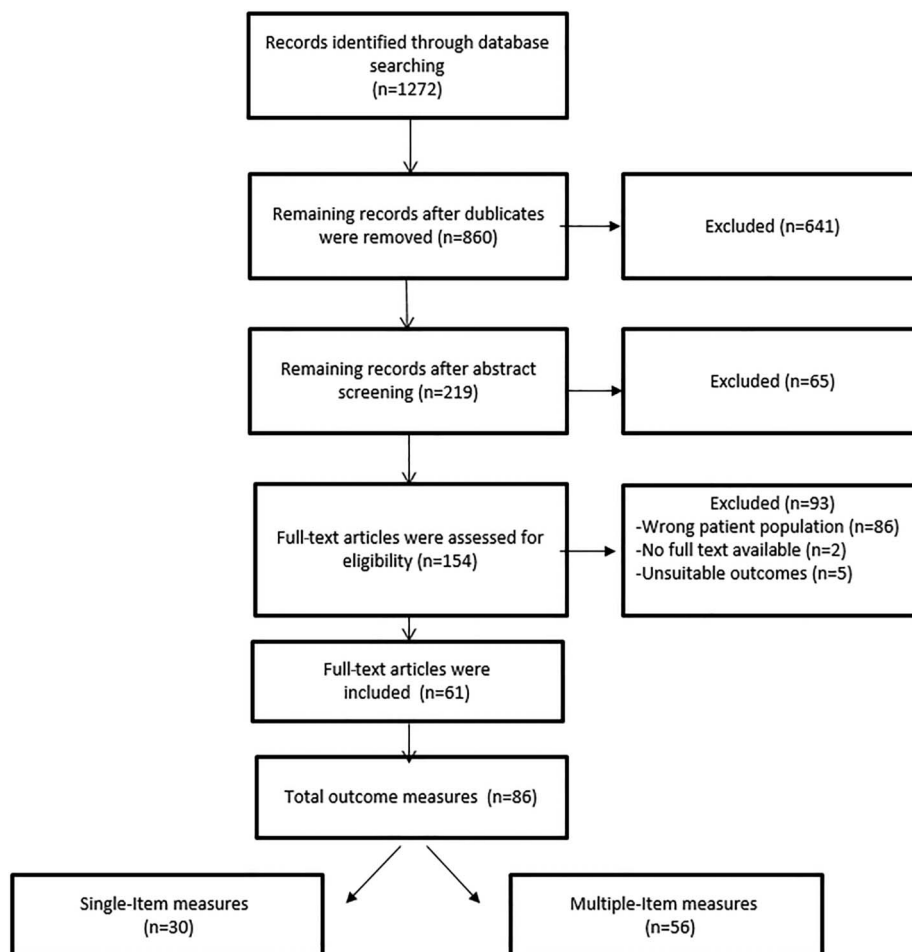 Records identified through database
searching
(n=1272)
Remaining records after dublicates
were removed (n=860)
Excluded (n=641)
Remaining records after abstract
screening (n=219)
Excluded (n=65)
Full-text articles were assessed for
eligibility (n=154)
Excluded (n=93)
-Wrong patient population (n=86)
-No full text available (n=2)
-Unsuitable outcomes (n=5)
Full-text articles were
included (n=61)
Total outcome measures (n=86)
Single-Item measures
(n=30)
Multiple-Item measures
(n=56)